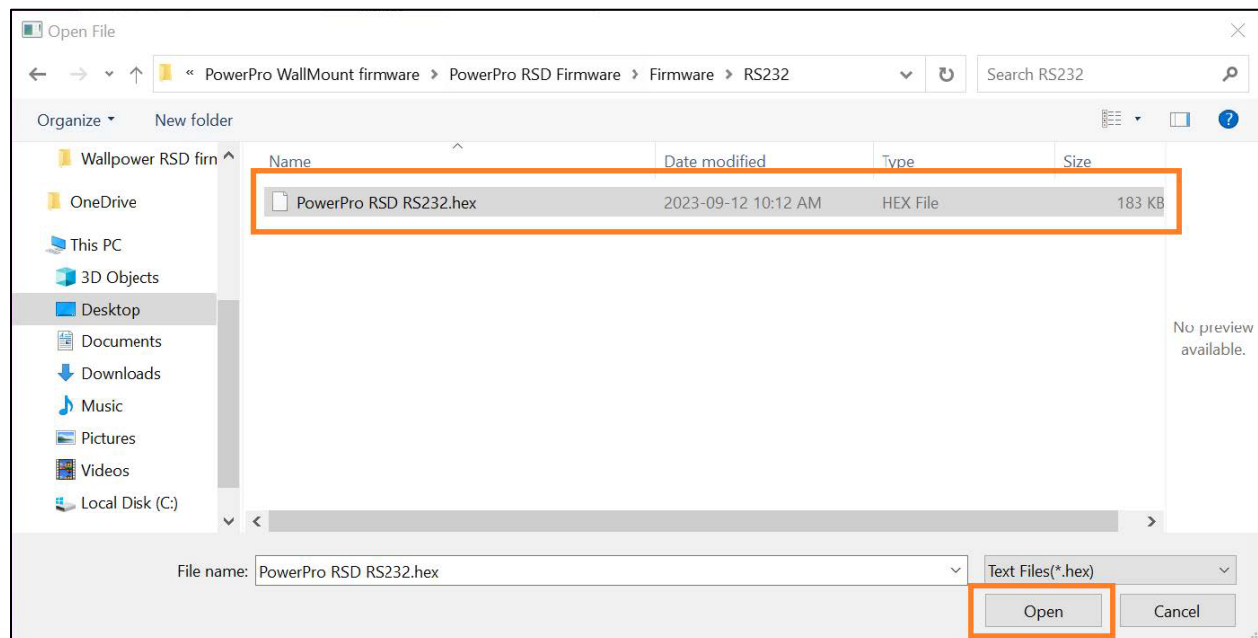 Open File
« PowerPro WallMount firmware > PowerPro RSD Firmware > Firmware > RS232
Search RS232
Organize
New folder
Name
Date modified
Type
Size
PowerPro RSD RS232.hex
2023-09-12 10:12 AM
HEX File
183 KB
Wallpower RSD firn
OneDrive
This PC
3D Objects
Desktop
Documents
Downloads
Music
Pictures
Videos
Local Disk (C:)
No preview
available.
File name:
PowerPro RSD RS232.hex
Text Files(*.hex)
Open
Cancel